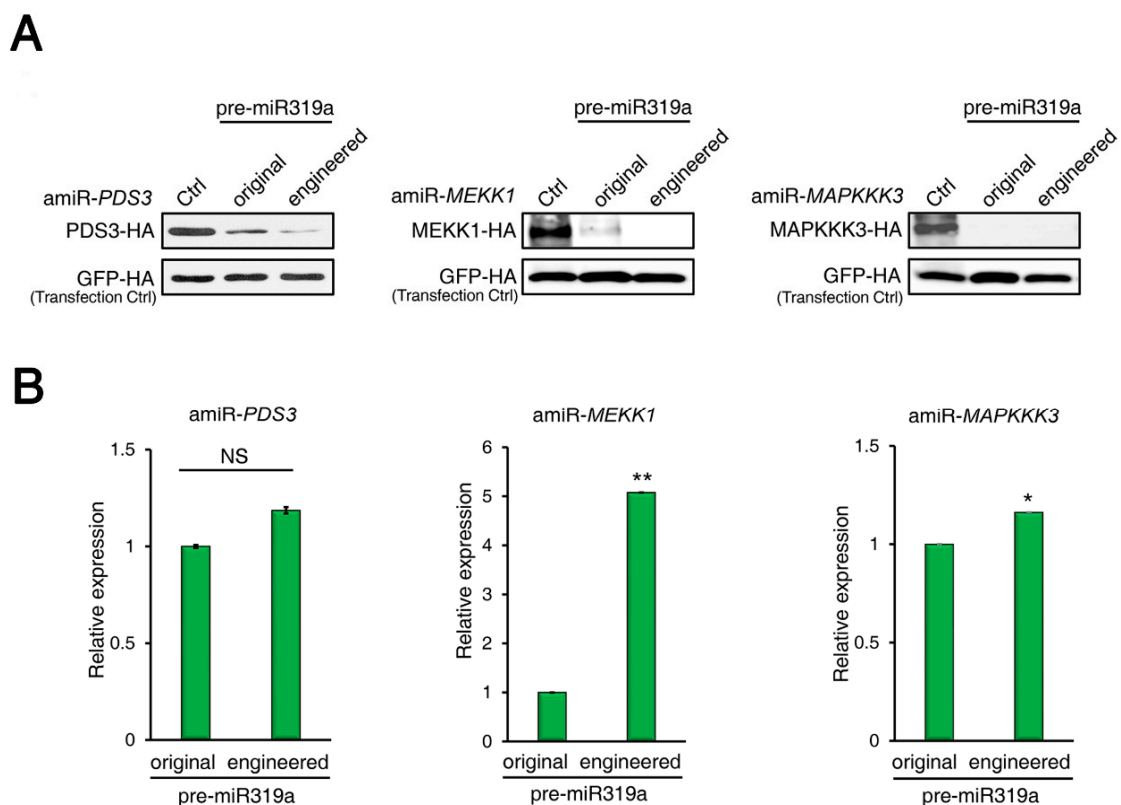 A
pre-miR319a
pre-miR319a
pre-miR319a
amiR-PDS3
Ctrl
original
engineered
amiR-MEKK1
Ctrl
original
engineered
amiR-MAPKKK3
Ctrl
original
engineered
PDS3-HA
MEKK1-HA
MAPKKK3-HA
GFP-HA
(Transfection Ctrl)
GFP-HA
(Transfection Ctrl)
GFP-HA
(Transfection Ctrl)
B
amiR-PDS3
Relative expression
1.5
1
0.5
0
NS
original engineered
pre-miR319a
amiR-MEKK1
Relative expression
6
5
4
3
2
1
0
**
original engineered
pre-miR319a
amiR-MAPKKK3
Relative expression
1.5
1
0.5
0
*
original engineered
pre-miR319a